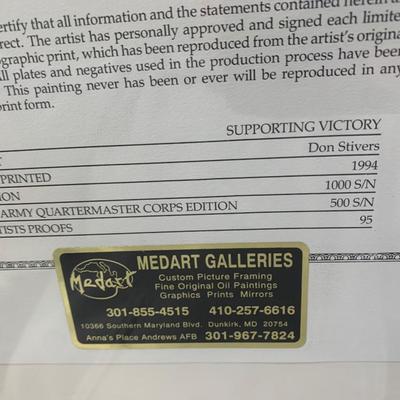 ertify that all information and the statements contained herein a
rect. The artist has personally approved and signed each limite
ographic print, which has been reproduced from the artist's origina
ll plates and negatives used in the production process have been
This painting never has been or ever will be reproduced in any
print form.
SUPPORTING VICTORY
T Don Stivers
PRINTED 1994
ION 1000 S/N
ARMY QUARTERMASTER CORPS EDITION 500 S/N
TISTS PROOFS 95
Medart
MEDART GALLERIES
Custom Picture Framing
Fine Original Oil Paintings
Graphics Prints Mirrors
301-855-4515 410-257-6616
10366 Southern Maryland Blvd. Dunkirk, MD 20754
Anna's Place Andrews AFB 301-967-7824